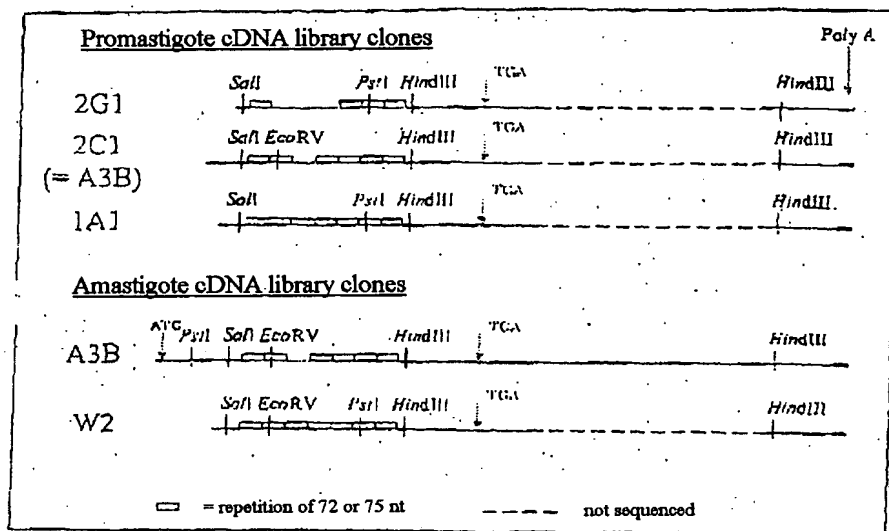 Promastigote cDNA library clones
Poly A
SalI PstI HindIII TGA HindIII
2G1
SalI EcoRV HindIII TGA HindIII
2C1
(= A3B)
SalI PstI HindIII TGA HindIII
1A1
Amastigote cDNA library clones
ATG PstI SalI EcoRV HindIII TGA HindIII
A3B
SalI EcoRV PstI HindIII TGA HindIII
W2
= repetition of 72 or 75 nt
not sequenced